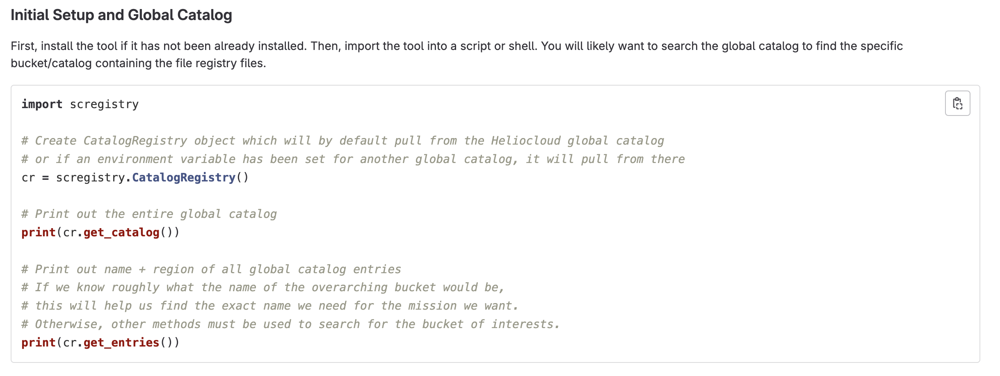 Initial Setup and Global Catalog
First, install the tool if it has not been already installed. Then, import the tool into a script or shell. You will likely want to search the global catalog to find the specific
bucket/catalog containing the file registry files.
import scregistry
# Create CatalogRegistry object which will by default pull from the Heliocloud global catalog
# or if an environment variable has been set for another global catalog, it will pull from there
cr = scregistry.CatalogRegistry()
# Print out the entire global catalog
print(cr.get_catalog())
# Print out name + region of all global catalog entries
# If we know roughly what the name of the overarching bucket would be,
# this will help us find the exact name we need for the mission we want.
# Otherwise, other methods must be used to search for the bucket of interests.
print(cr.get_entries())